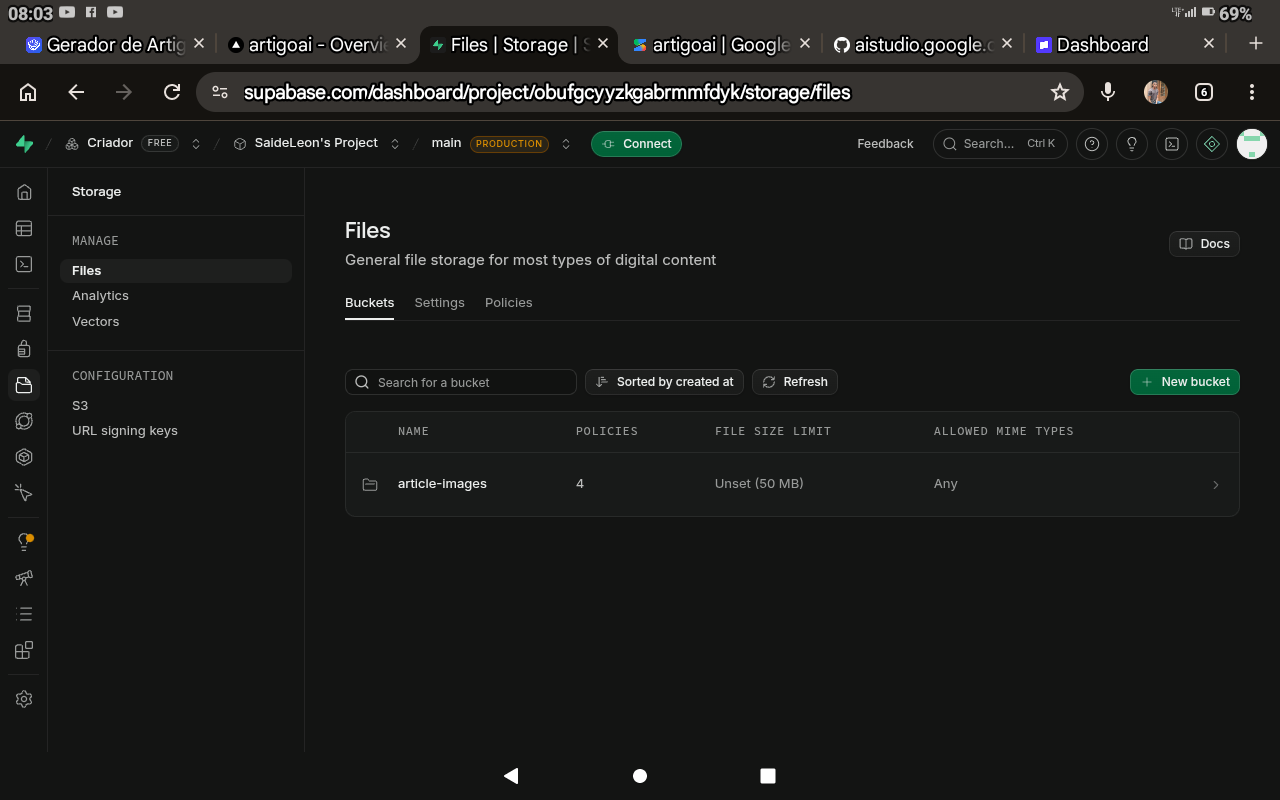 08:03 69%
Gerador de Artig artigoai - Overvie Files | Storage | S artigoai | Google aistudio.google.c Dashboard
supabase.com/dashboard/project/obufgcyyzkgabrmmfdyk/storage/files 6
Criador FREE SaideLeon's Project main PRODUCTION Connect Feedback Search... Ctrl K
Storage
MANAGE
Files
Analytics
Vectors
CONFIGURATION
S3
URL signing keys
Files
General file storage for most types of digital content
Docs
Buckets Settings Policies
Search for a bucket Sorted by created at Refresh New bucket
NAME POLICIES FILE SIZE LIMIT ALLOWED MIME TYPES
article-images 4 Unset (50 MB) Any